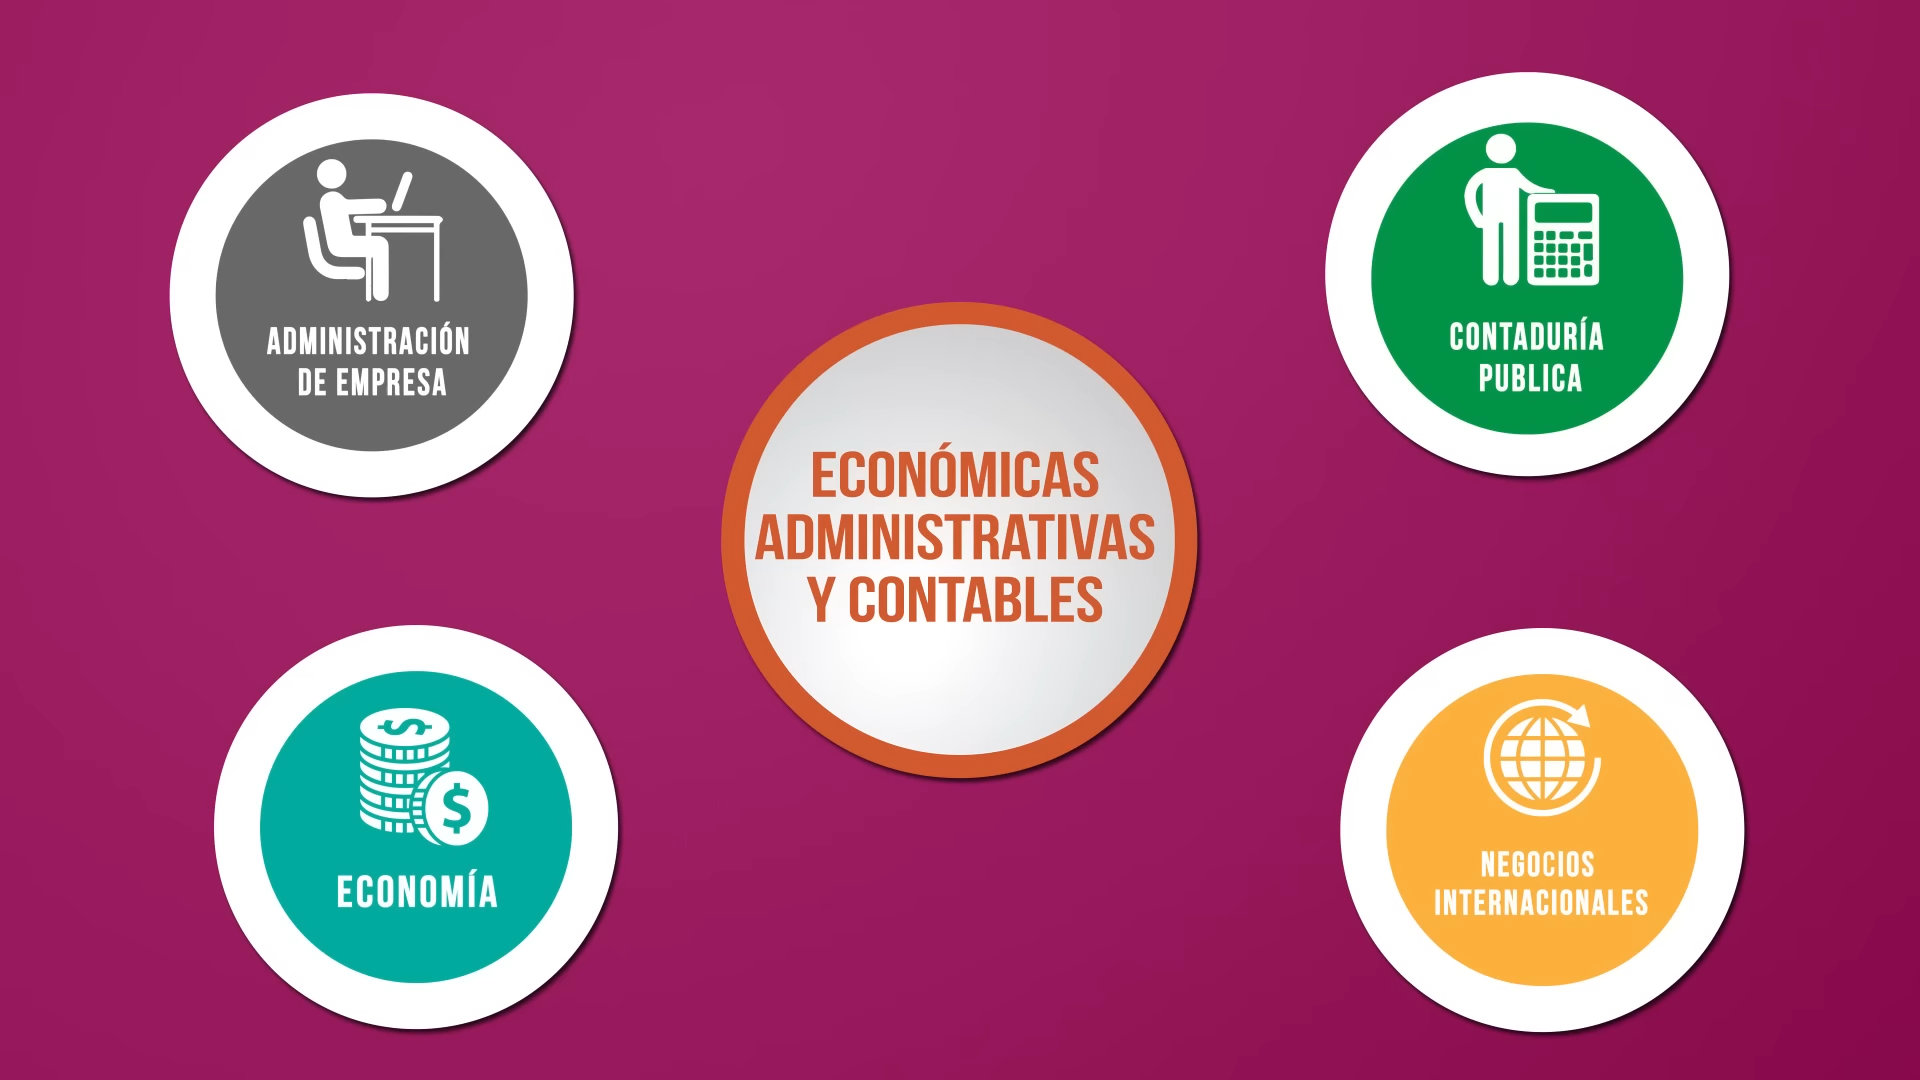 ADMINISTRACIÓN
DE EMPRESA
CONTADURÍA
PUBLICA
ECONÓMICAS
ADMINISTRATIVAS
Y CONTABLES
$
$
ECONOMÍA
NEGOCIOS
INTERNACIONALES